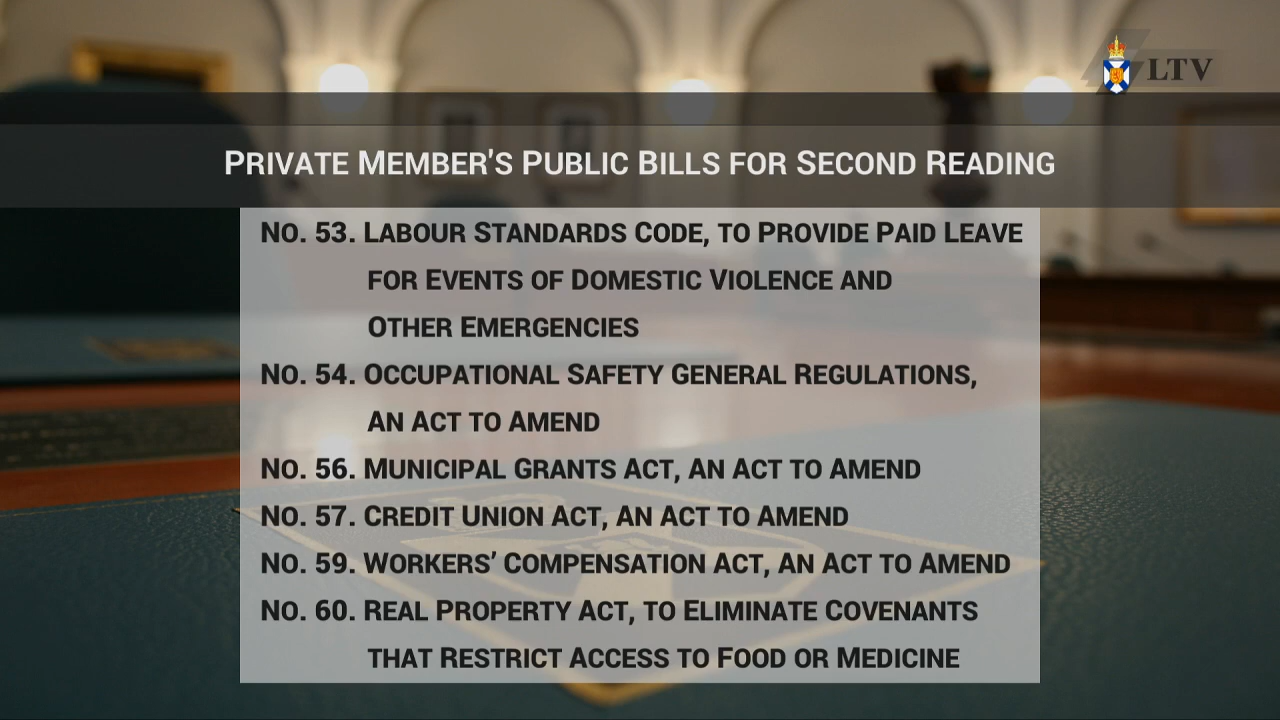 LTV
PRIVATE MEMBER'S PUBLIC BILLS FOR SECOND READING
NO. 53. LABOUR STANDARDS CODE, TO PROVIDE PAID LEAVE
FOR EVENTS OF DOMESTIC VIOLENCE AND
OTHER EMERGENCIES
NO. 54. OCCUPATIONAL SAFETY GENERAL REGULATIONS,
AN ACT TO AMEND
NO. 56. MUNICIPAL GRANTS ACT, AN ACT TO AMEND
NO. 57. CREDIT UNION ACT, AN ACT TO AMEND
NO. 59. WORKERS’ COMPENSATION ACT, AN ACT TO AMEND
NO. 60. REAL PROPERTY ACT, TO ELIMINATE COVENANTS
THAT RESTRICT ACCESS TO FOOD OR MEDICINE